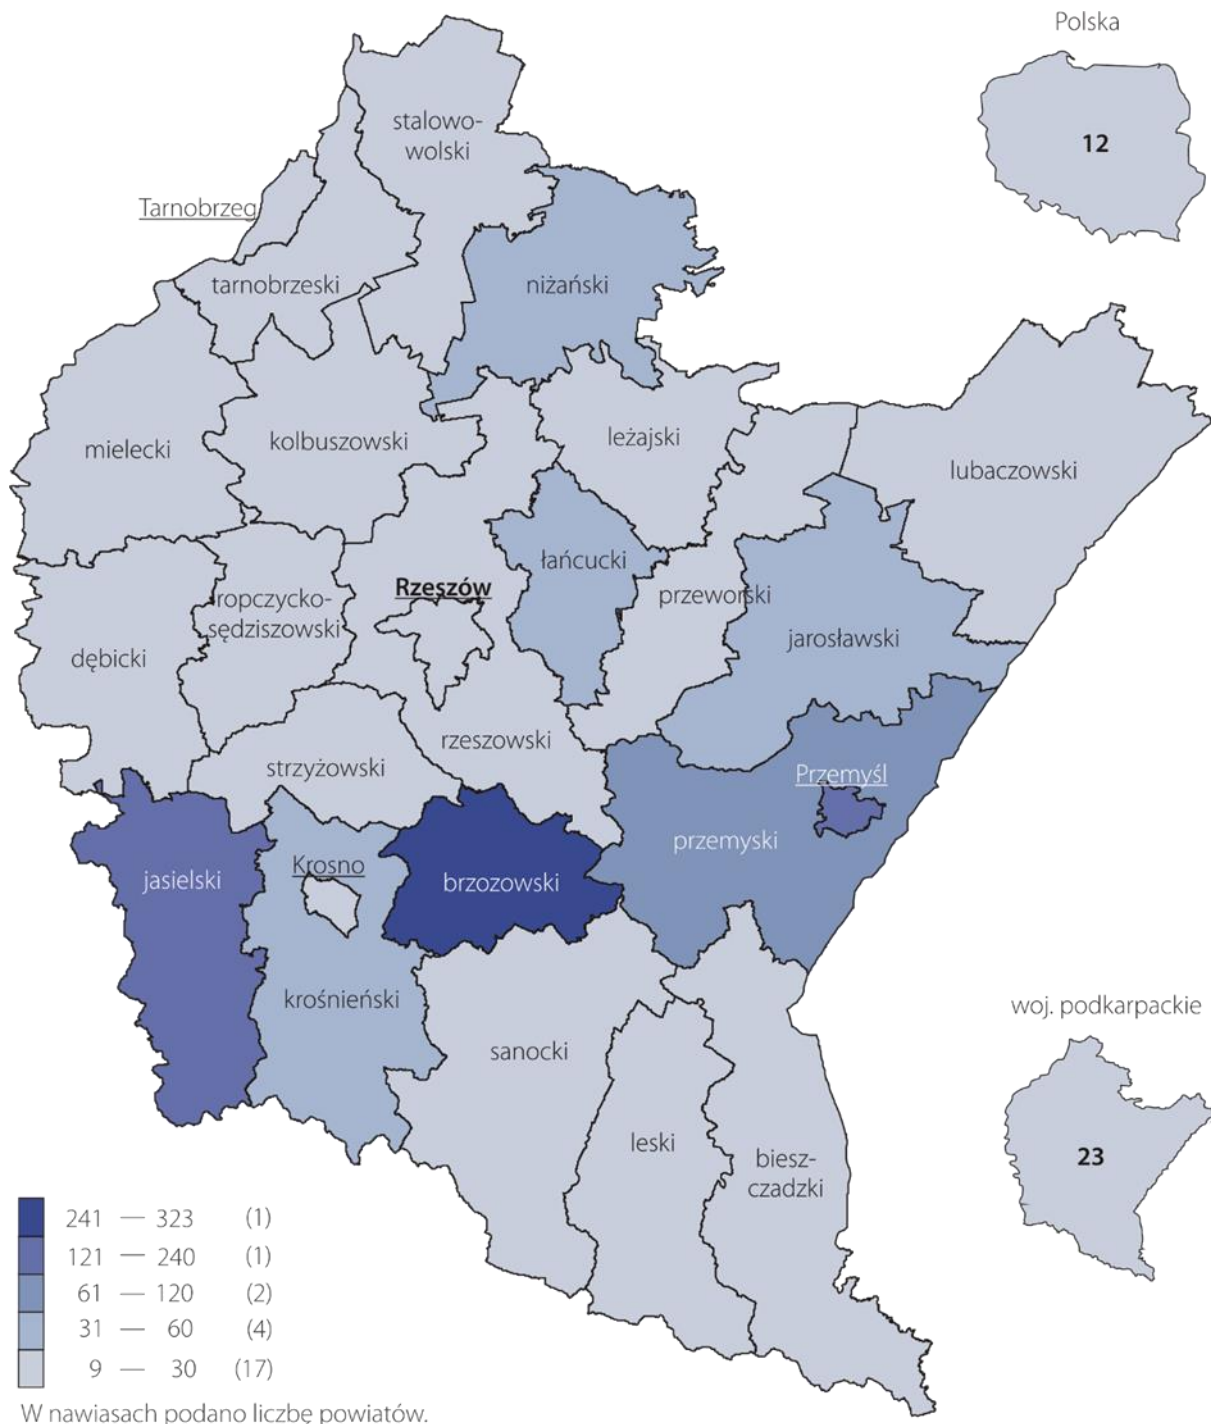 Polska
12
stalowo-
wolski
Tarnobrzeg
tarnobrzeski
niżański
mielecki
kolbuszowski
leżajski
lubaczowski
łańcucki
Rzeszów
przeworski
ropczycko-
sędziszowski
jarosławski
dębicki
rzeszowski
strzyżowski
Przemyśl
przemyski
Krosno
jasielski
brzozowski
krośnieński
sanocki
leski
biesz-
czadzki
woj. podkarpackie
23
241 — 323 (1)
121 — 240 (1)
61 — 120 (2)
31 — 60 (4)
9 — 30 (17)
W nawiasach podano liczbę powiatów.